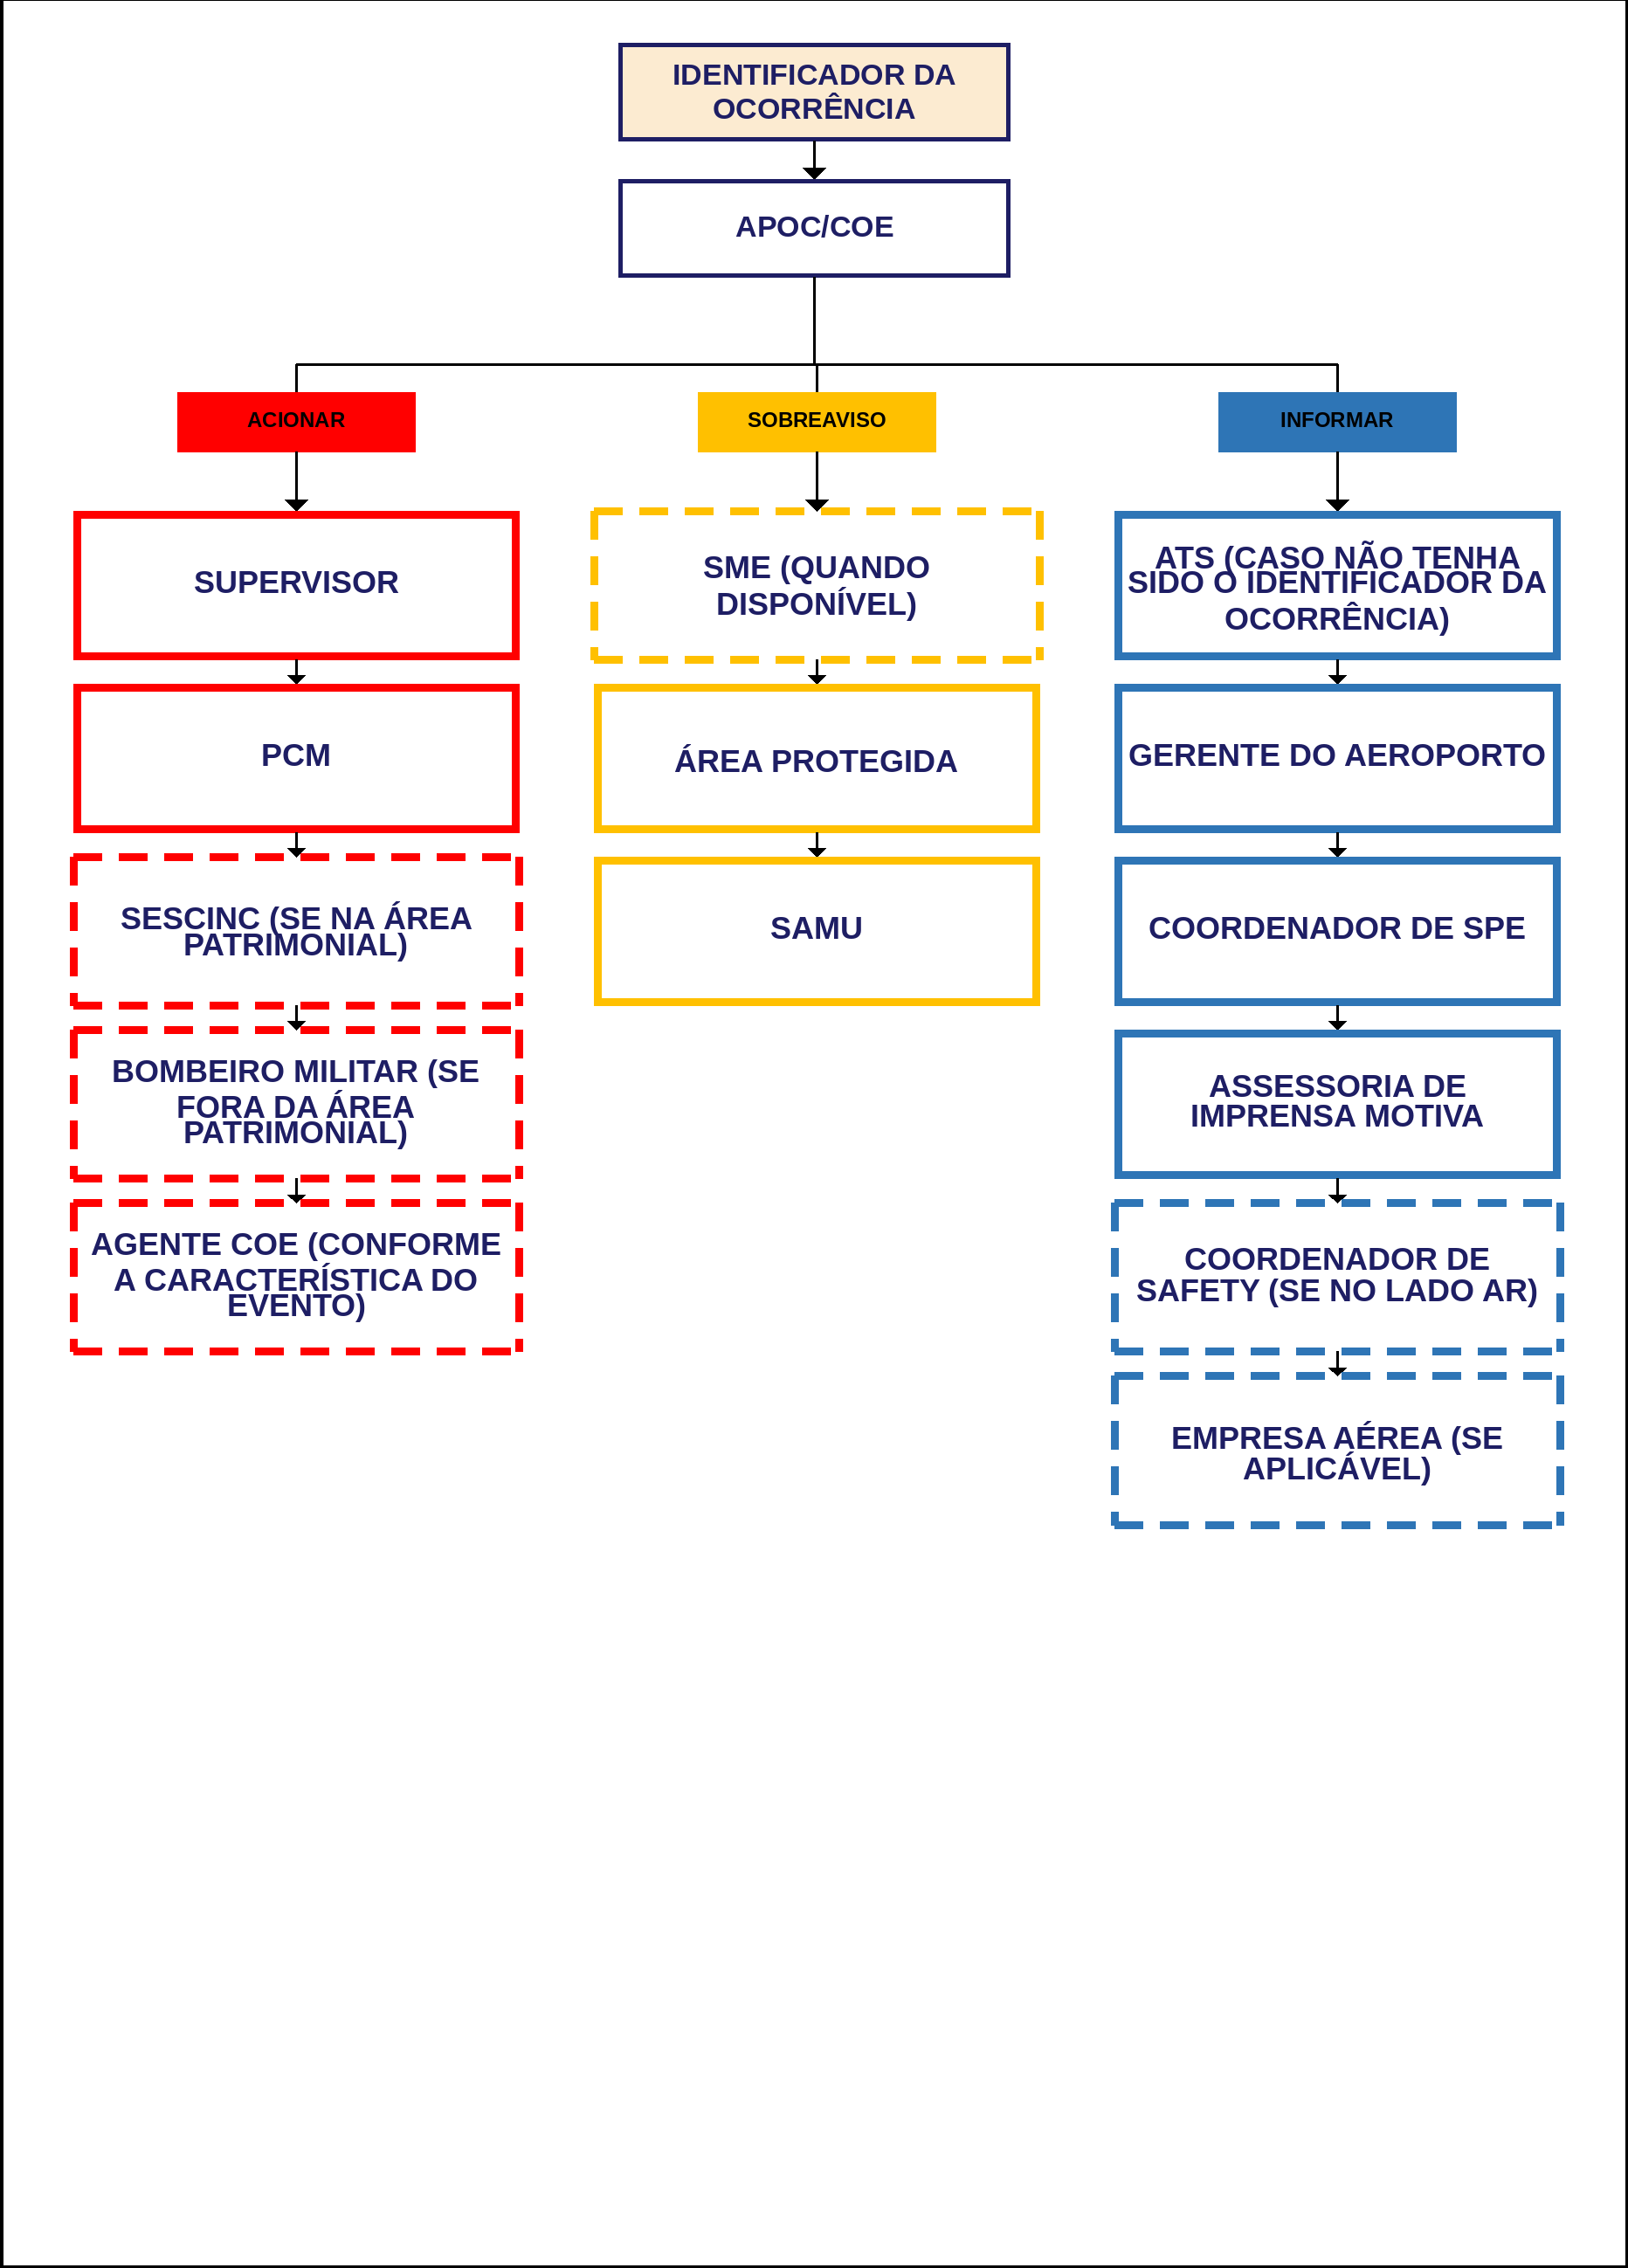 IDENTIFICADOR DA
OCORRÊNCIA
APOC/COE
ACIONAR
SOBREAVISO
INFORMAR
SUPERVISOR
PCM
SESCINC (SE NA ÁREA
PATRIMONIAL)
BOMBEIRO MILITAR (SE
FORA DA ÁREA
PATRIMONIAL)
AGENTE COE (CONFORME
A CARACTERÍSTICA DO
EVENTO)
SME (QUANDO
DISPONÍVEL)
ÁREA PROTEGIDA
SAMU
ATS (CASO NÃO TENHA
SIDO O IDENTIFICADOR DA
OCORRÊNCIA)
GERENTE DO AEROPORTO
COORDENADOR DE SPE
ASSESSORIA DE
IMPRENSA MOTIVA
COORDENADOR DE
SAFETY (SE NO LADO AR)
EMPRESA AÉREA (SE
APLICÁVEL)